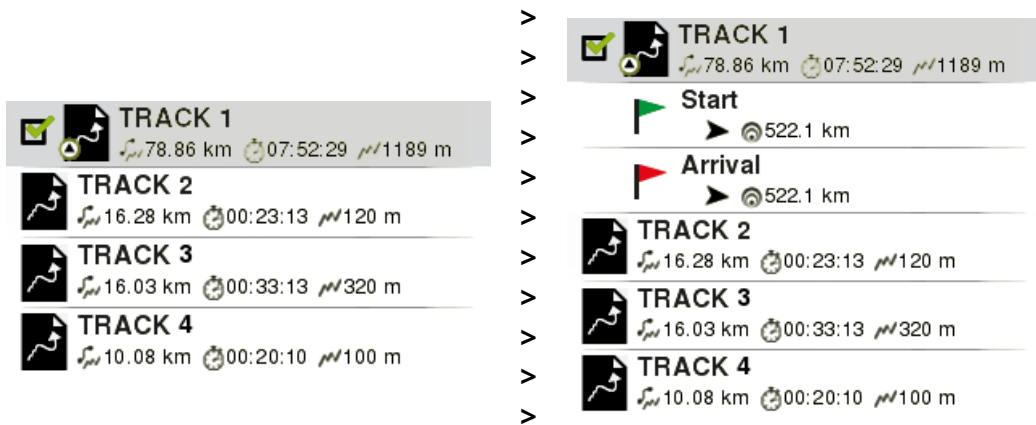 TRACK 1
78.86 km 07:52:29 1189 m
TRACK 2
16.28 km 00:23:13 120 m
TRACK 3
16.03 km 00:33:13 320 m
TRACK 4
10.08 km 00:20:10 100 m
>
>
>
>
>
>
>
>
>
>
>
TRACK 1
78.86 km 07:52:29 1189 m
Start
522.1 km
Arrival
522.1 km
TRACK 2
16.28 km 00:23:13 120 m
TRACK 3
16.03 km 00:33:13 320 m
TRACK 4
10.08 km 00:20:10 100 m